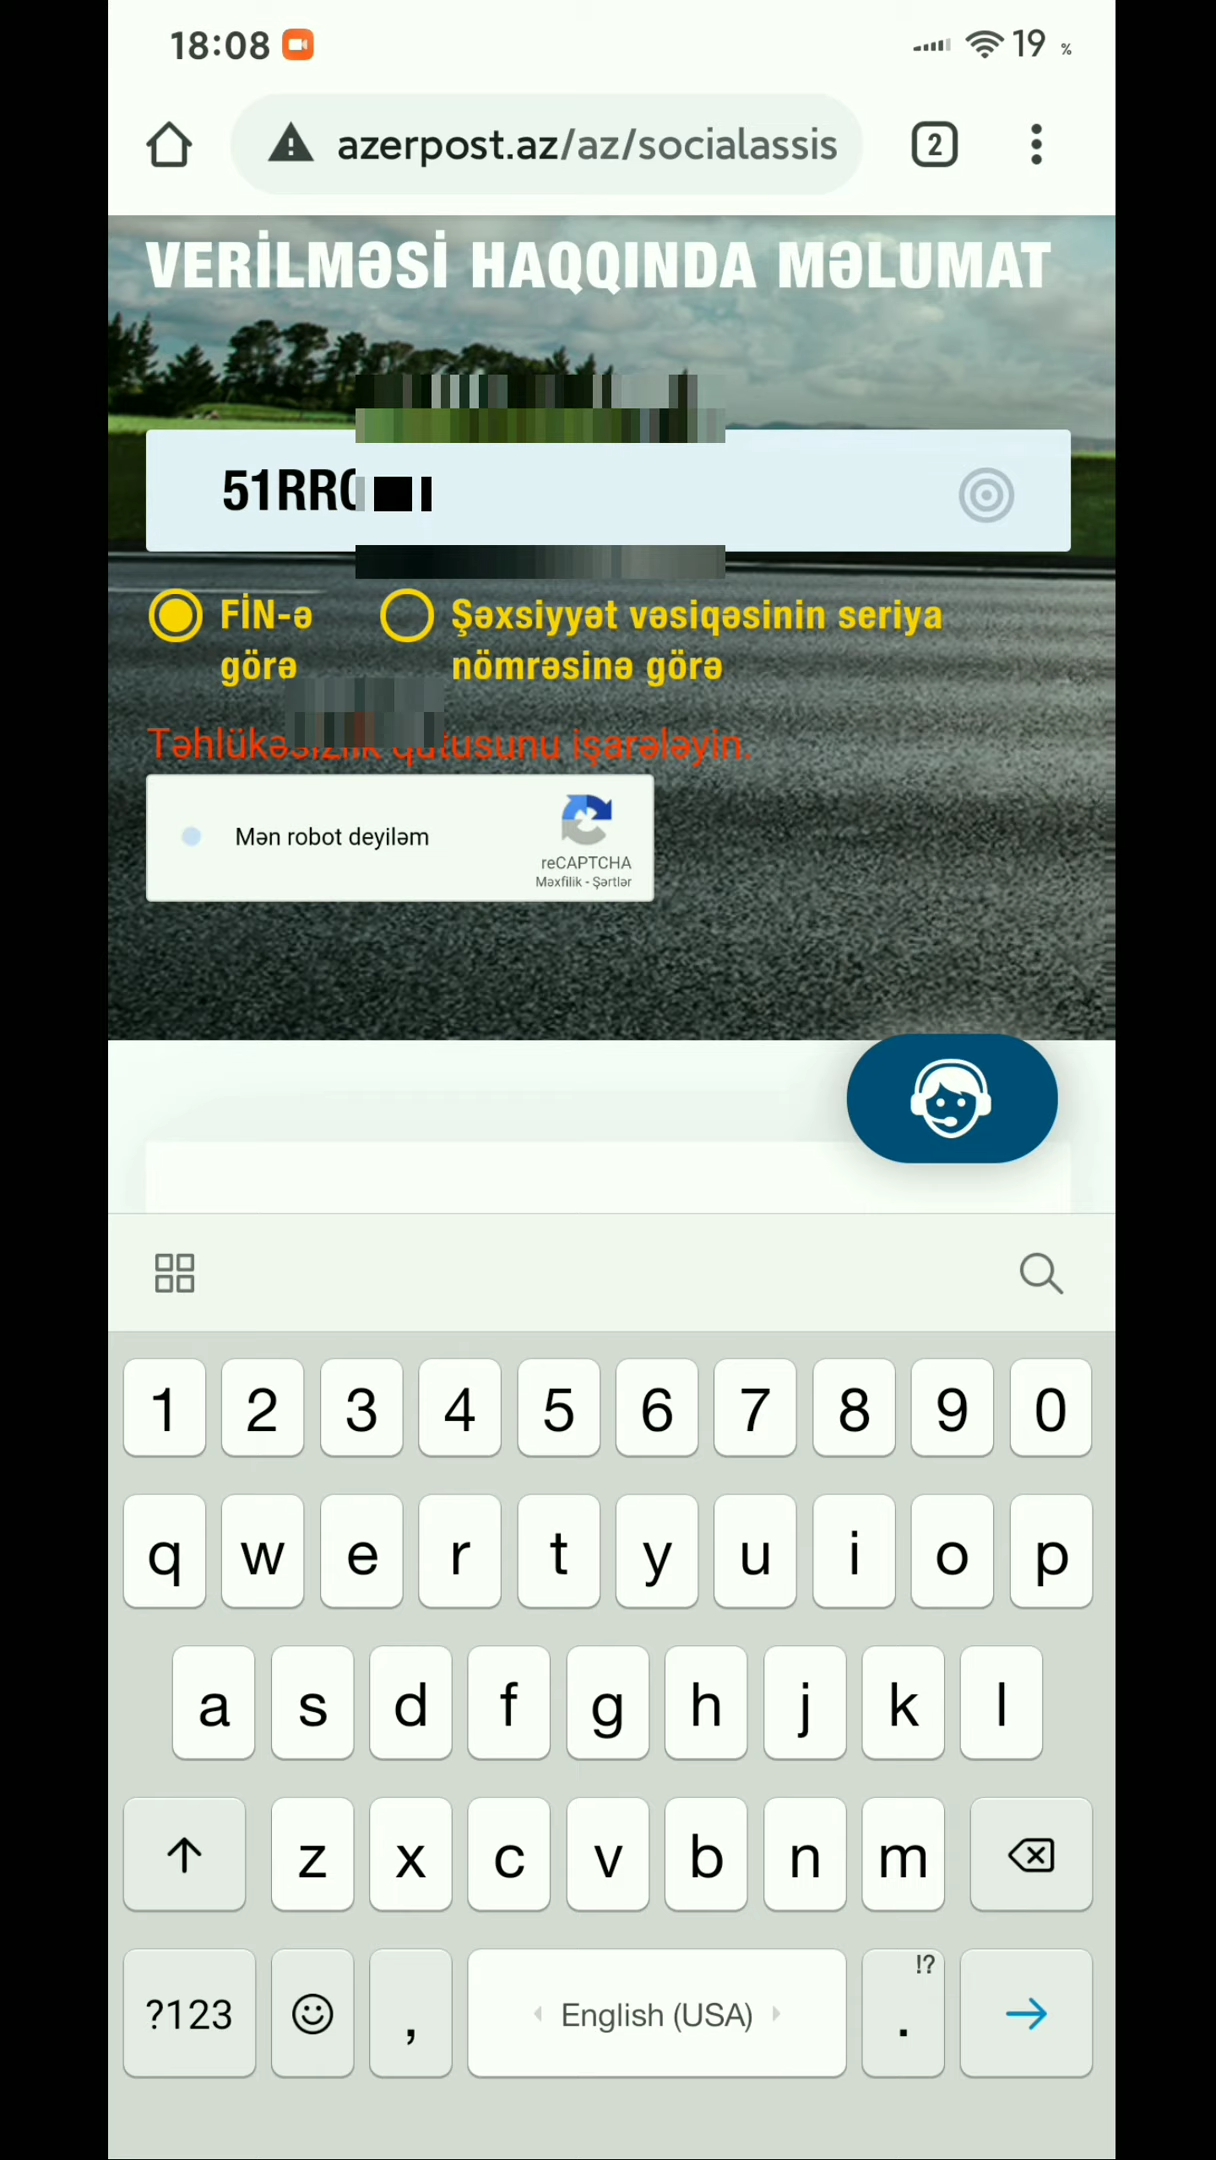 18:08
19 %
azerpost.az/az/socialassis
2
VERİLMƏSİ HAQQINDA MƏLUMAT
51RR
FİN-ə görə
Şəxsiyyət vəsiqəsinin seriya nömrəsinə görə
Təhlükəsizlik qutusunu işarələyin.
Mən robot deyiləm
reCAPTCHA
Məxfilik - Şərtlər
1 2 3 4 5 6 7 8 9 0
q w e r t y u i o p
a s d f g h j k l
z x c v b n m
!?
?123 , English (USA) .